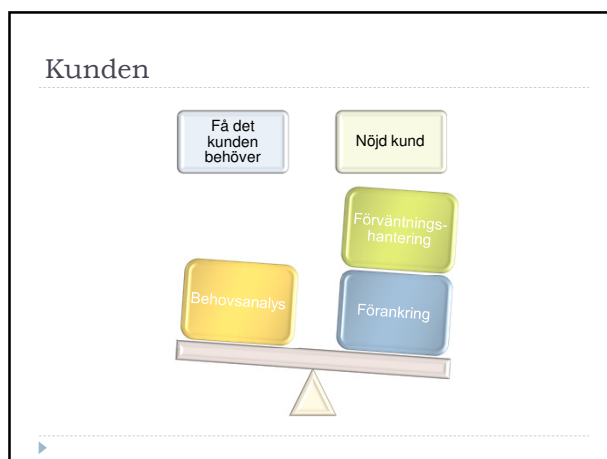 Kunden
Få det
kunden
behöver
Nöjd kund
Förväntnings-
hantering
Behovsanalys
Förankring